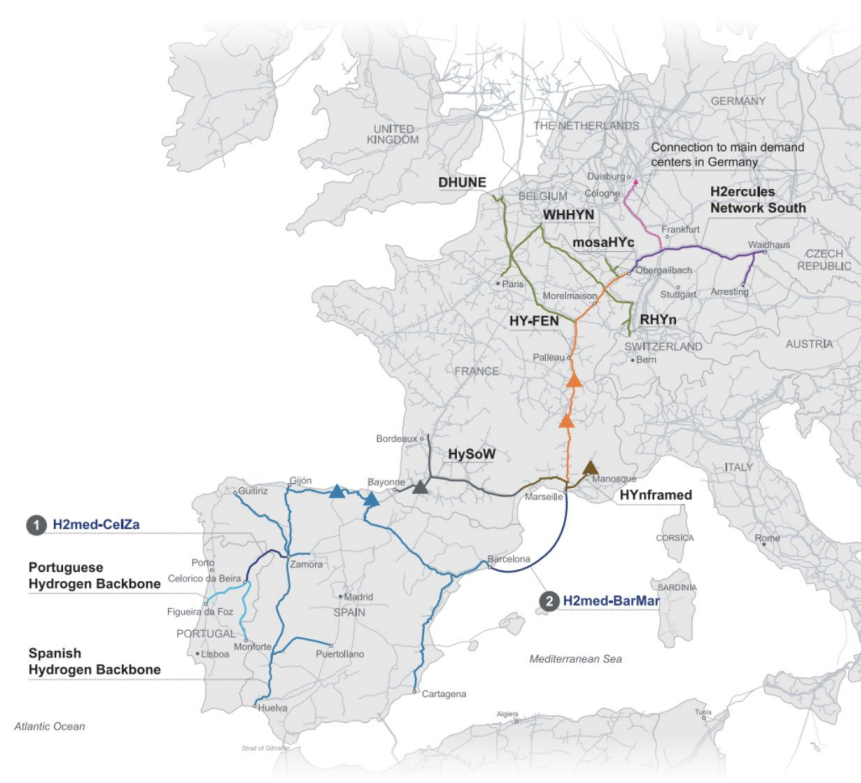 GERMANY
UNITED
KINGDOM
THE NETHERLANDS
Connection to main demand
centers in Germany
Duisburg
Cologne
DHUNE
BELGIUM
H2ercules
Network South
WHHYN
mosaHYc
Frankfurt
Waidhaus
CZECH
REPUBLIC
Obergailbach
Paris
Stuttgart
Arresting
Morelmaison
HY-FEN
RHYn
SWITZERLAND
AUSTRIA
Palleau
Bern
FRANCE
Bordeaux
HySoW
ITALY
Gijón
Bayonne
Manosque
Guitiriz
Marseille
HYnframed
1 H2med-CelZa
CORSICA
Rome
Porto
Zamora
Barcelona
Portuguese
Hydrogen Backbone
Celorico da Beira
SARDINIA
Madrid
2 H2med-BarMar
Figueira da Foz
SPAIN
PORTUGAL
Monforte
Lisboa
Puertollano
Spanish
Hydrogen Backbone
Mediterranean Sea
Cartagena
Huelva
Algiers
Tunis
Atlantic Ocean
Strait of Gibraltar